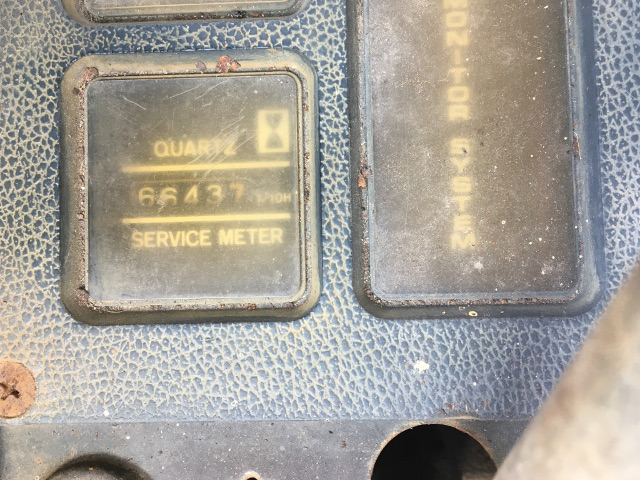 QUARTZ
66437 1/10H
SERVICE METER
MONITOR SYSTEM